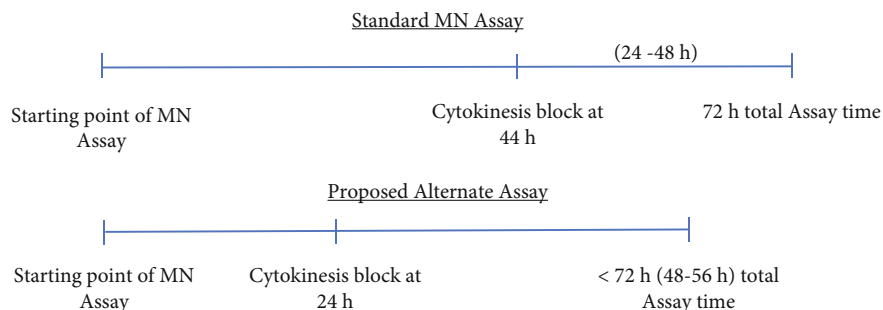 Standard MN Assay
(24 -48 h)
Starting point of MN
Assay
Cytokinesis block at
44 h
72 h total Assay time
Proposed Alternate Assay
Starting point of MN
Assay
Cytokinesis block at
24 h
< 72 h (48-56 h) total
Assay time